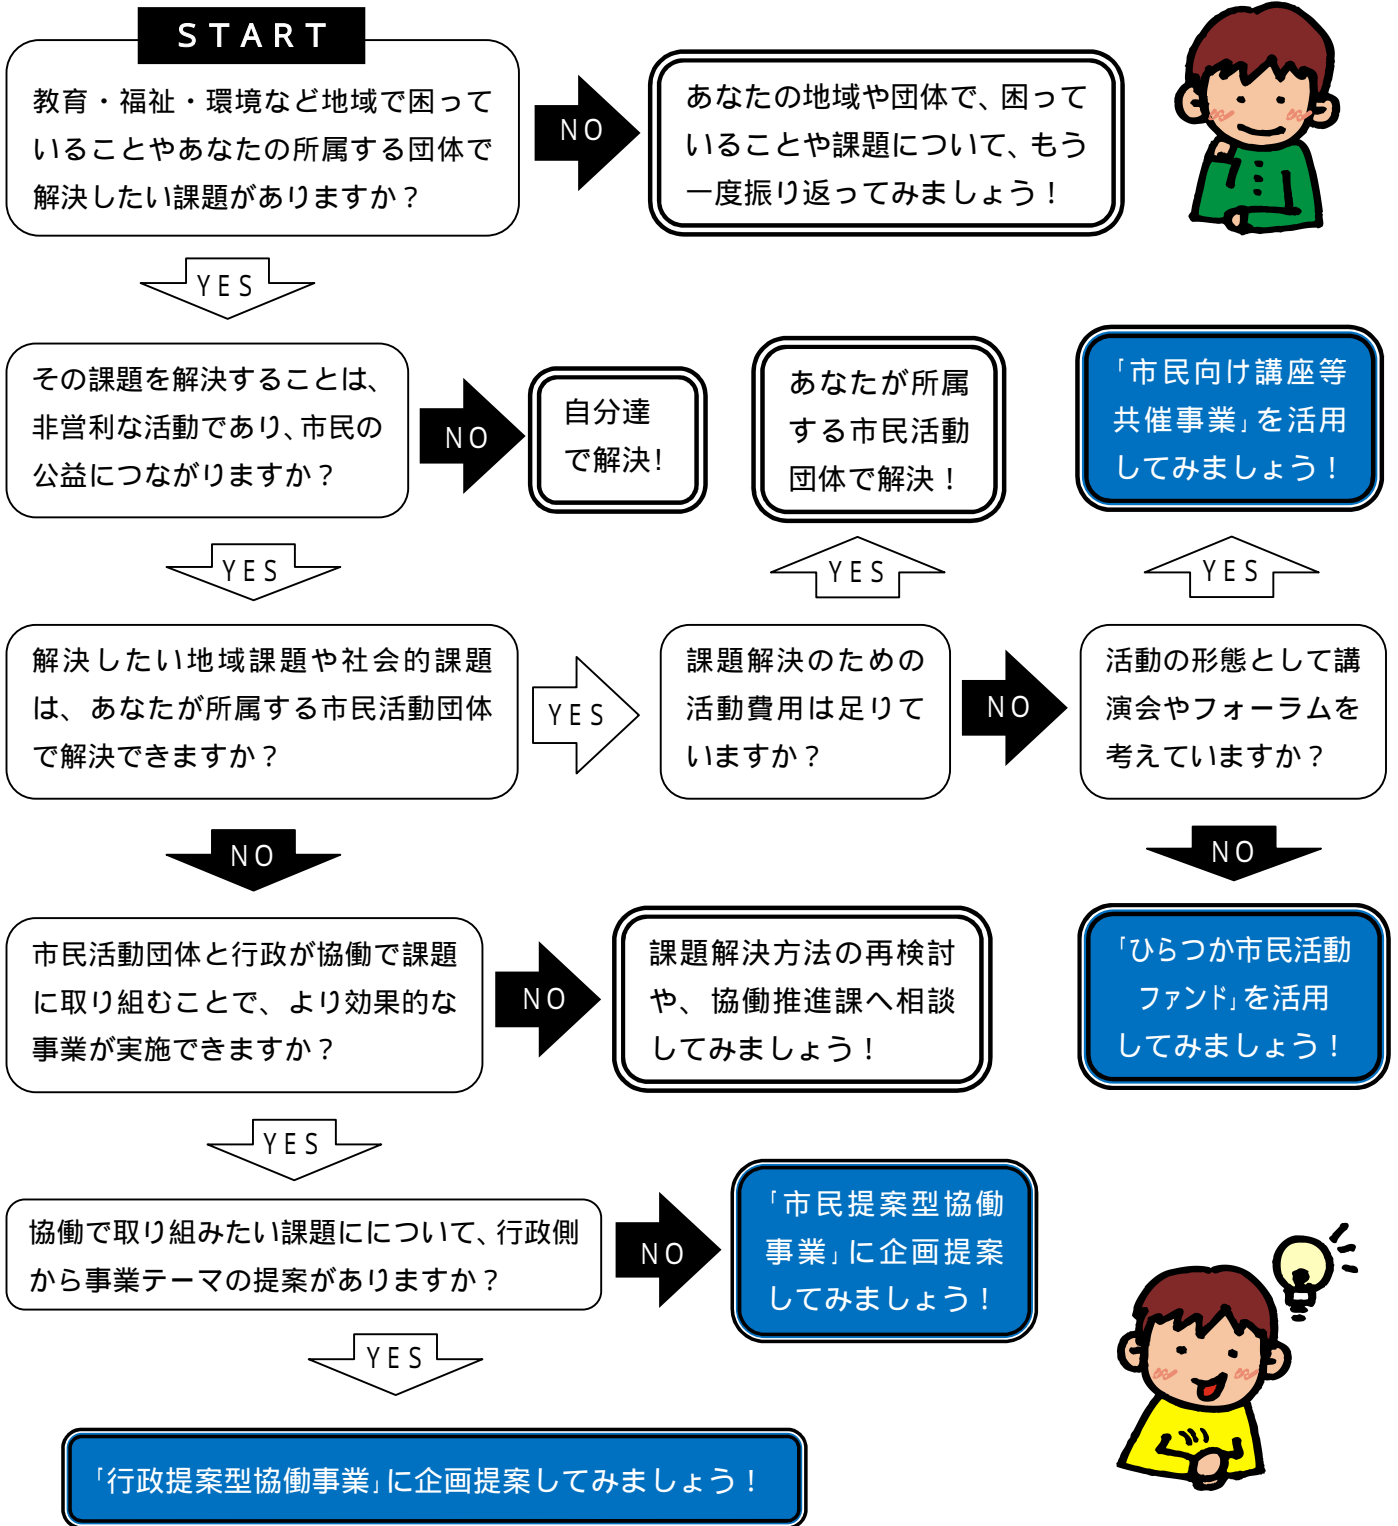 START
教育・福祉・環境など地域で困って
いることやあなたの所属する団体で
解決したい課題がありますか？
NO
あなたの地域や団体で、困って
いることや課題について、もう
一度振り返ってみましょう！
YES
その課題を解決することは、
非営利な活動であり、市民の
公益につながりますか？
NO
自分達
で解決！
あなたが所属
する市民活動
団体で解決！
「市民向け講座等
共催事業」を活用
してみましょう！
YES
YES
YES
解決したい地域課題や社会的課題
は、あなたが所属する市民活動団体
で解決できますか？
YES
課題解決のための
活動費用は足りて
いますか？
NO
活動の形態として講
演会やフォーラムを
考えていますか？
NO
NO
市民活動団体と行政が協働で課題
に取り組むことで、より効果的な
事業が実施できますか？
NO
課題解決方法の再検討
や、協働推進課へ相談
してみましょう！
「ひらつか市民活動
ファンド」を活用
してみましょう！
YES
協働で取り組みたい課題にについて、行政側
から事業テーマの提案がありますか？
NO
「市民提案型協働
事業」に企画提案
してみましょう！
YES
「行政提案型協働事業」に企画提案してみましょう！